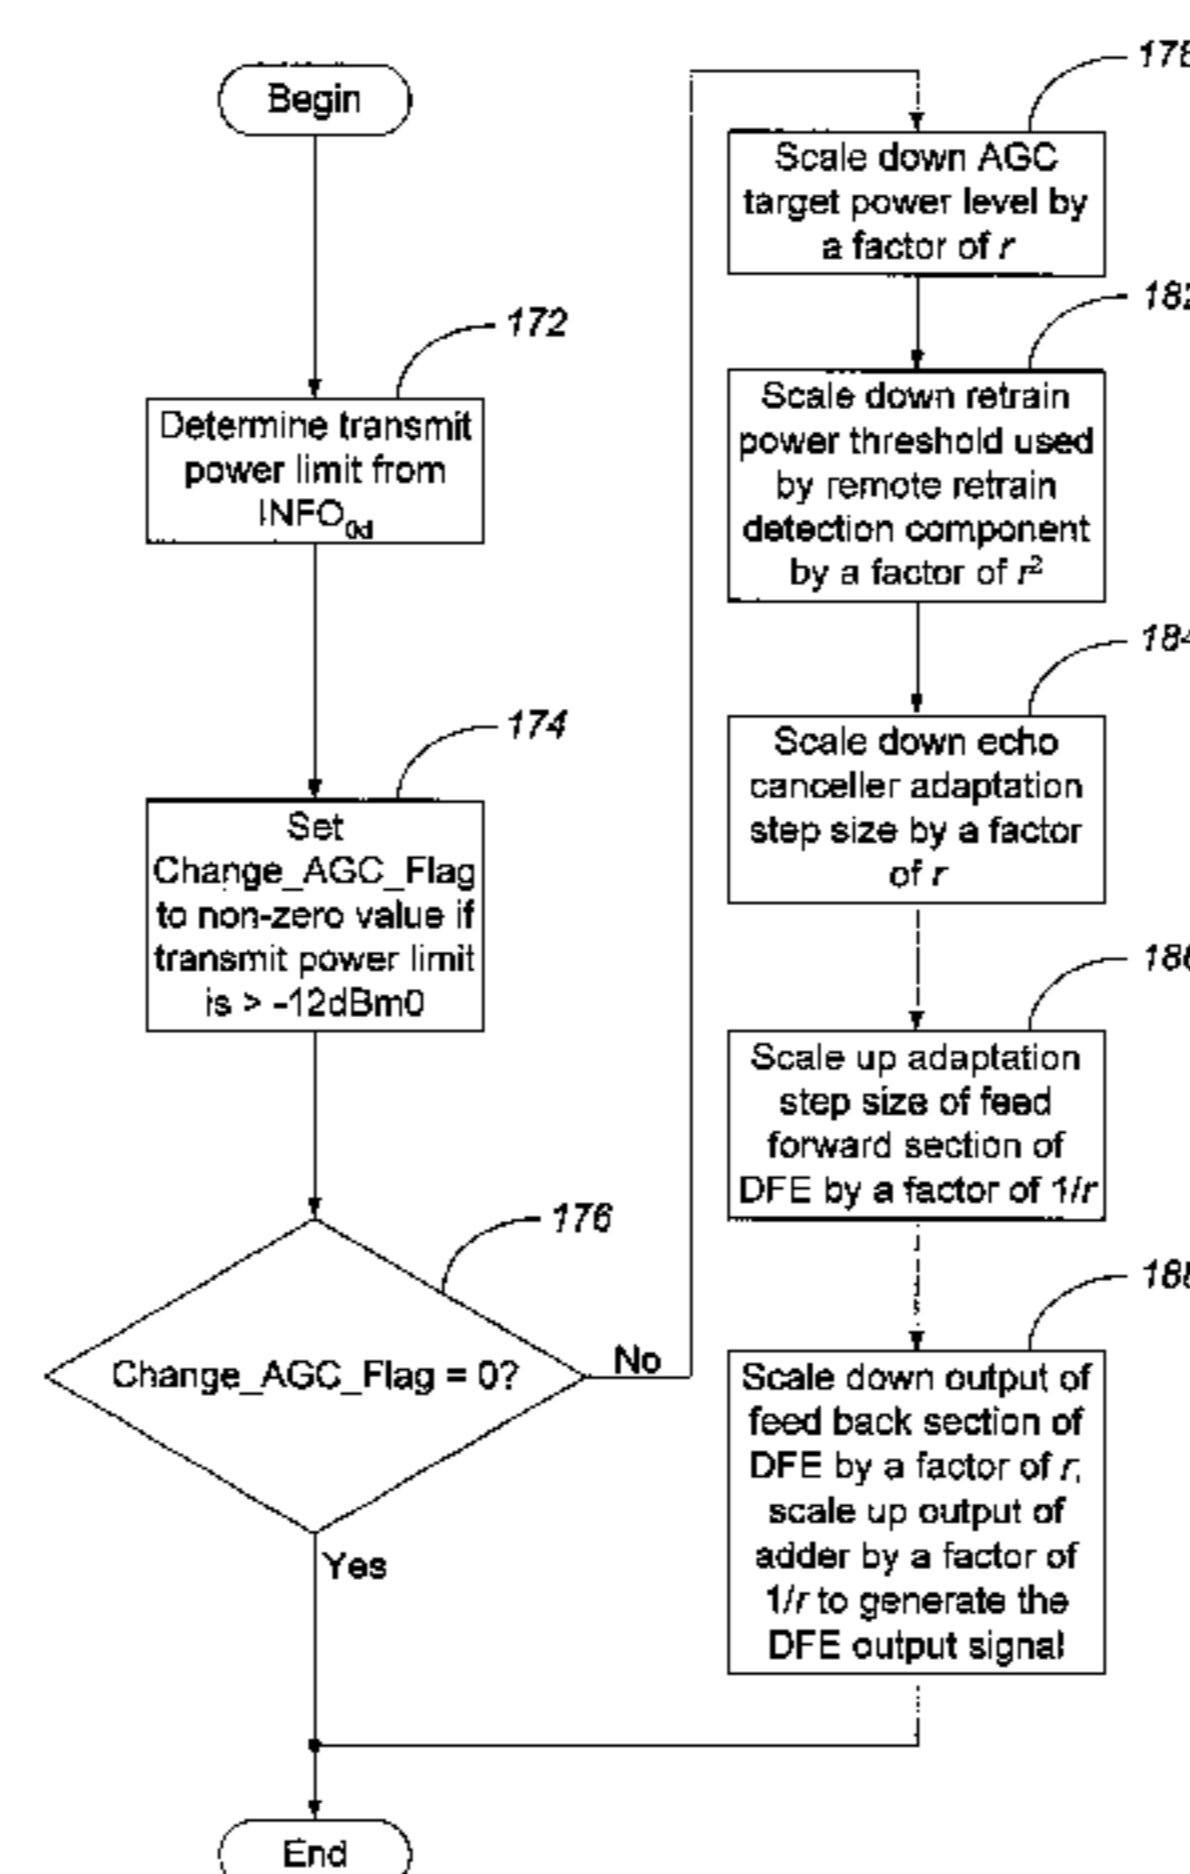 Begin
172
Determine transmit
power limit from
INFO0d
174
Set
Change_AGC_Flag
to non-zero value if
transmit power limit
is > -12dBm0
176
Change_AGC_Flag = 0?
No
Yes
End
Scale down AGC
target power level by
a factor of r
182
Scale down retrain
power threshold used
by remote retrain
detection component
by a factor of r²
184
Scale down echo
canceller adaptation
step size by a factor
of r
Scale up adaptation
step size of feed
forward section of
DFE by a factor of 1/r
Scale down output of
feed back section of
DFE by a factor of r,
scale up output of
adder by a factor of
1/r to generate the
DFE output signal